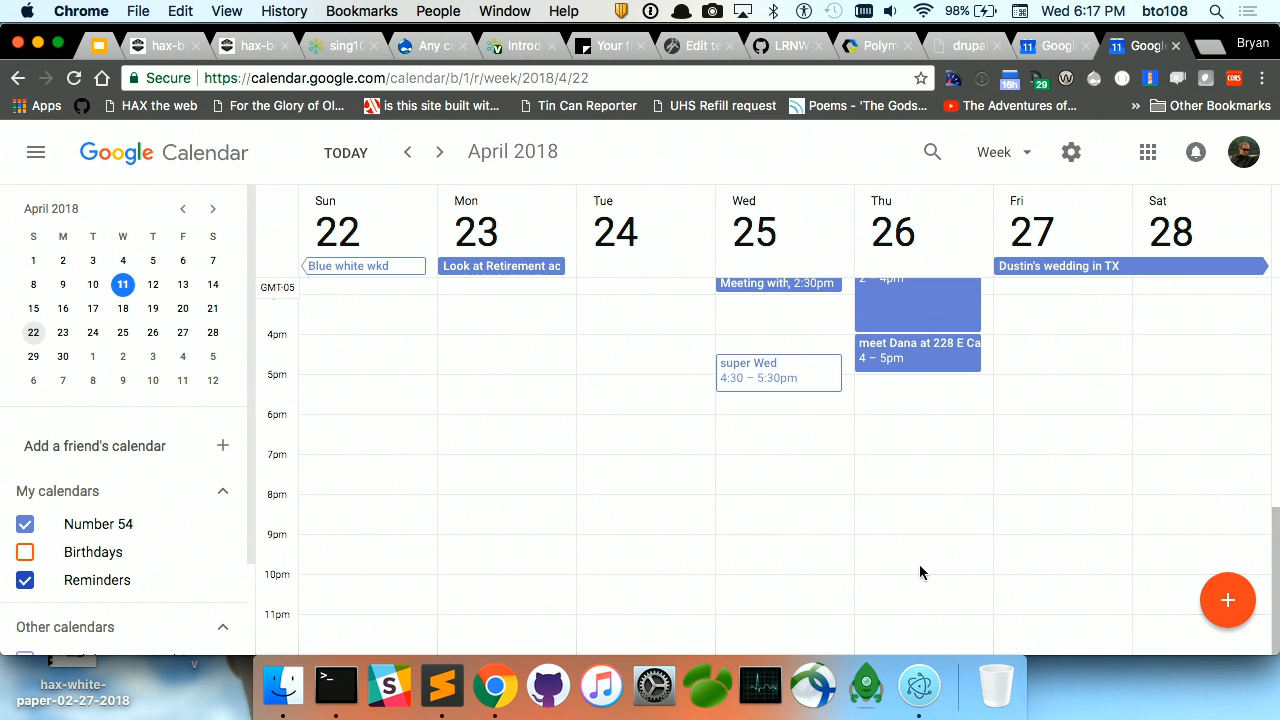 Chrome File Edit View History Bookmarks People Window Help 98% Wed 6:17 PM bto108
hax-b hax-b sing10 Any c Introd Your f Edit te LRNW Polym drupal Googl Googl Bryan
Secure https://calendar.google.com/calendar/b/1/r/week/2018/4/22 16h 29 W CORS
Apps HAX the web For the Glory of Ol... is this site built wit... Tin Can Reporter UHS Refill request Poems - 'The Gods... The Adventures of... » Other Bookmarks
Google Calendar TODAY April 2018 Week
April 2018
S M T W T F S
1 2 3 4 5 6 7
8 9 10 11 12 13 14
15 16 17 18 19 20 21
22 23 24 25 26 27 28
29 30 1 2 3 4 5
6 7 8 9 10 11 12
Add a friend's calendar
My calendars
Number 54
Birthdays
Reminders
Other calendars
Sun Mon Tue Wed Thu Fri Sat
22 23 24 25 26 27 28
Blue white wkd Look at Retirement ac Dustin's wedding in TX
GMT-05
Meeting with, 2:30pm
2 – 4pm
4pm
meet Dana at 228 E Ca
4 – 5pm
super Wed
4:30 – 5:30pm
5pm
6pm
7pm
8pm
9pm
10pm
11pm
hax-white-
paper-02-27-2018